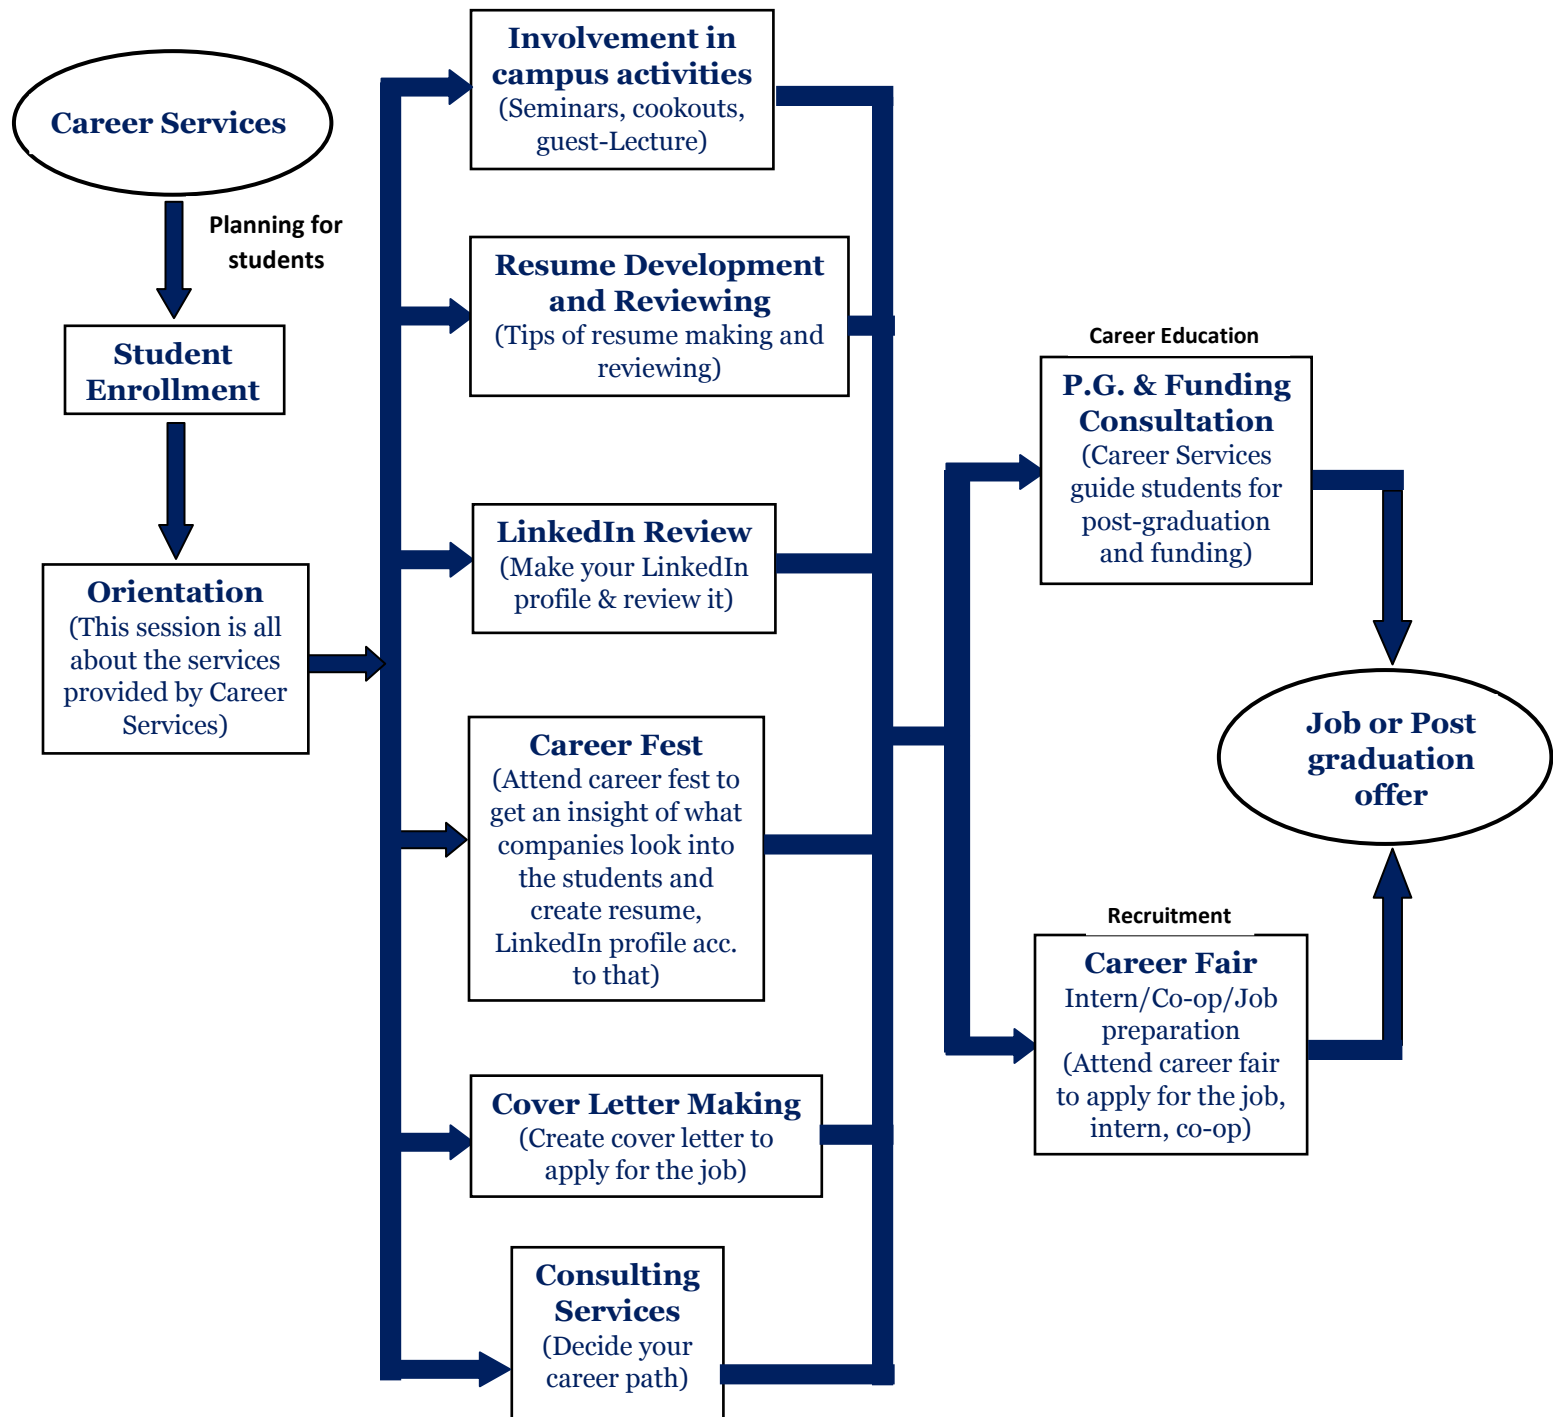 Career Services
Planning for
students
Student
Enrollment
Orientation
(This session is all
about the services
provided by Career
Services)
Involvement in
campus activities
(Seminars, cookouts,
guest-Lecture)
Resume Development
and Reviewing
(Tips of resume making and
reviewing)
LinkedIn Review
(Make your LinkedIn
profile & review it)
Career Fest
(Attend career fest to
get an insight of what
companies look into
the students and
create resume,
LinkedIn profile acc.
to that)
Cover Letter Making
(Create cover letter to
apply for the job)
Consulting
Services
(Decide your
career path)
Career Education
P.G. & Funding
Consultation
(Career Services
guide students for
post-graduation
and funding)
Recruitment
Career Fair
Intern/Co-op/Job
preparation
(Attend career fair
to apply for the job,
intern, co-op)
Job or Post
graduation
offer